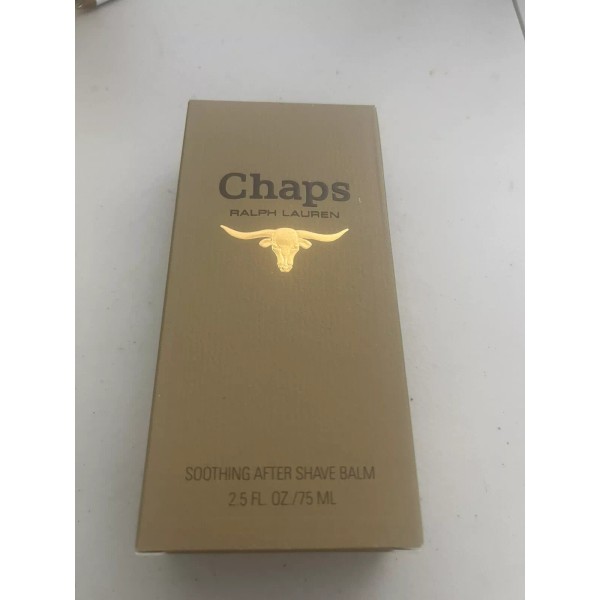 Chaps
RALPH LAUREN
SOOTHING AFTER SHAVE BALM
2.5 FL. OZ./75 ML